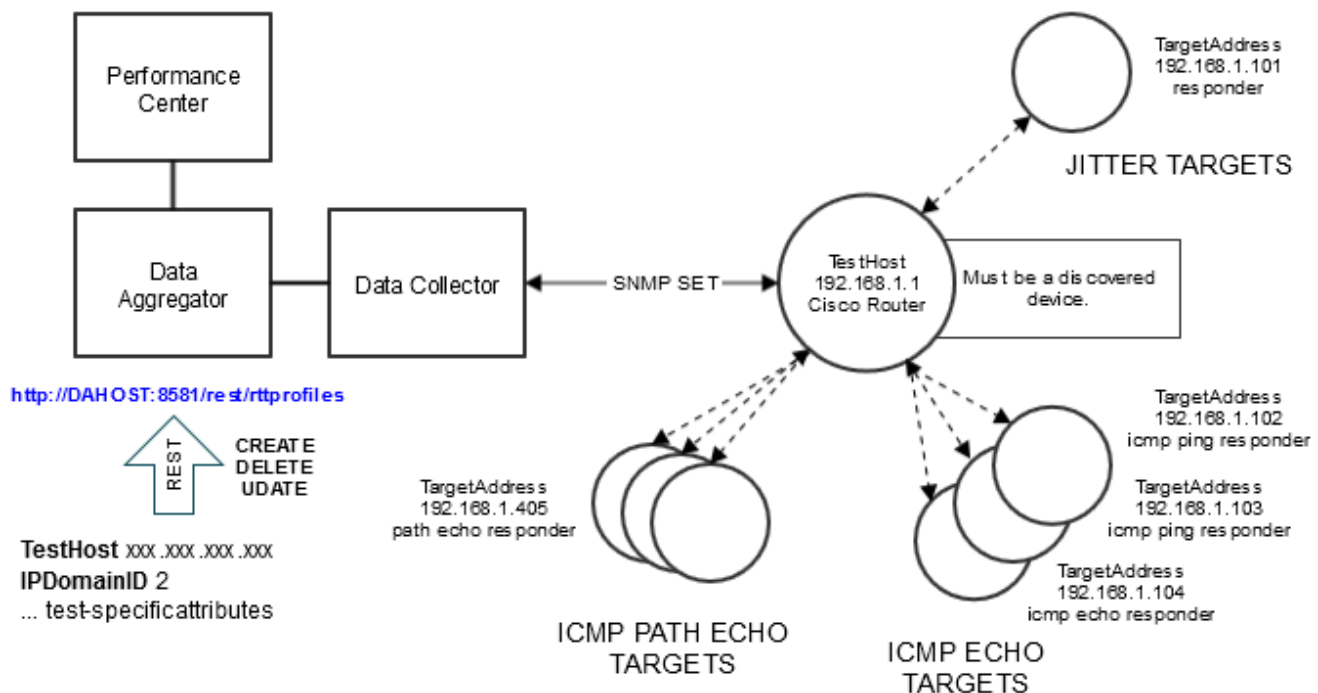 Performance
Center
Data
Aggregator
Data Collector
SNMP SET
TestHost
192.168.1.1
Cisco Router
Must be a discovered
device.
TargetAddress
192.168.1.101
responder
JITTER TARGETS
http://DAHOST:8581/rest/rttprofiles
REST
CREATE
DELETE
UDATE
TestHost xxx.xxx.xxx.xxx
IPDomainID 2
... test-specificattributes
TargetAddress
192.168.1.405
path echo responder
ICMP PATH ECHO
TARGETS
TargetAddress
192.168.1.102
icmp ping responder
TargetAddress
192.168.1.103
icmp ping responder
TargetAddress
192.168.1.104
icmp echo responder
ICMP ECHO
TARGETS